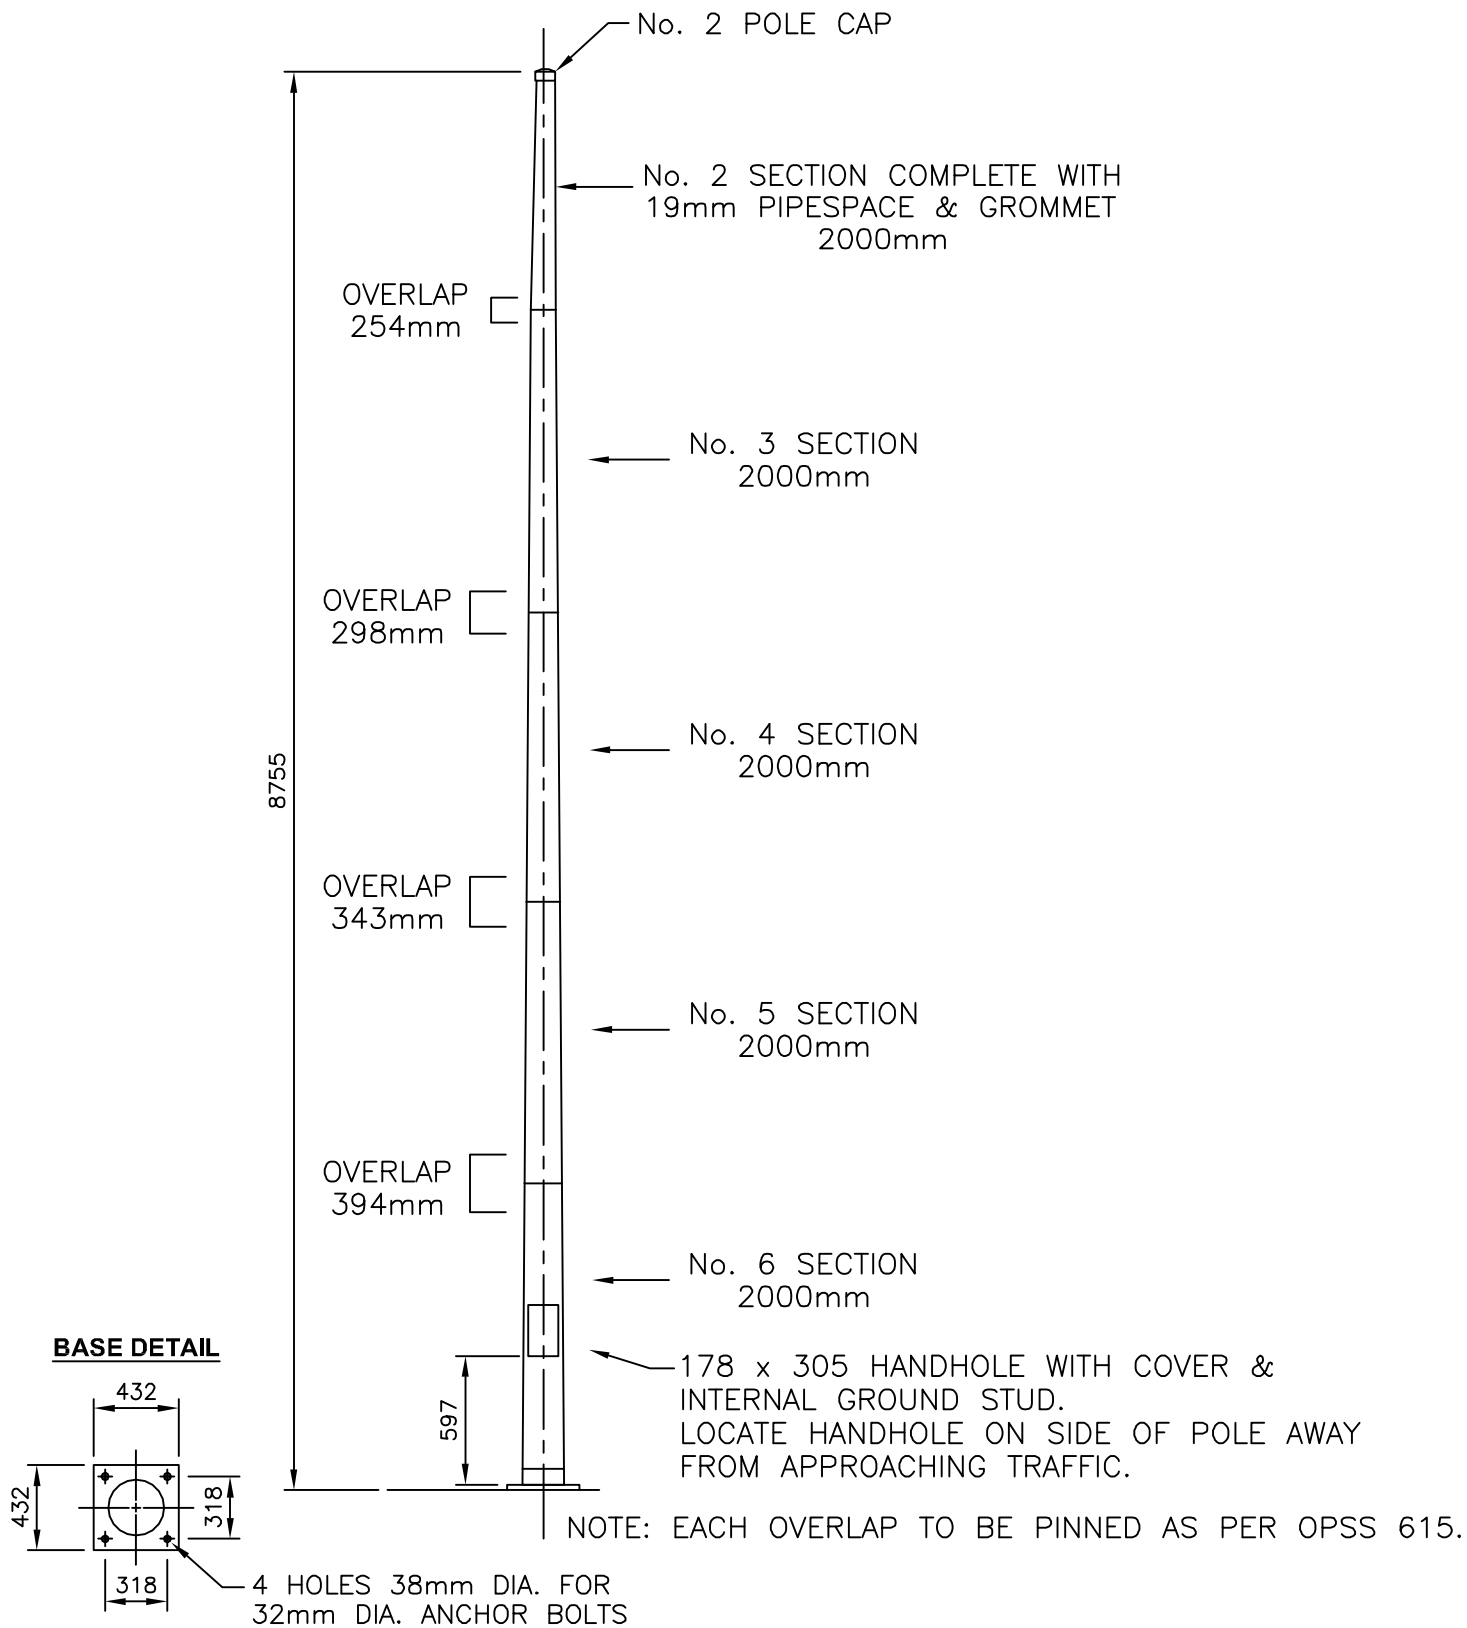 No. 2 POLE CAP
No. 2 SECTION COMPLETE WITH
19mm PIPESPACE & GROMMET
2000mm
OVERLAP
254mm
No. 3 SECTION
2000mm
OVERLAP
298mm
No. 4 SECTION
2000mm
8755
OVERLAP
343mm
No. 5 SECTION
2000mm
OVERLAP
394mm
No. 6 SECTION
2000mm
597
178 x 305 HANDHOLE WITH COVER &
INTERNAL GROUND STUD.
LOCATE HANDHOLE ON SIDE OF POLE AWAY
FROM APPROACHING TRAFFIC.
NOTE: EACH OVERLAP TO BE PINNED AS PER OPSS 615.
BASE DETAIL
432
432
318
318
4 HOLES 38mm DIA. FOR
32mm DIA. ANCHOR BOLTS